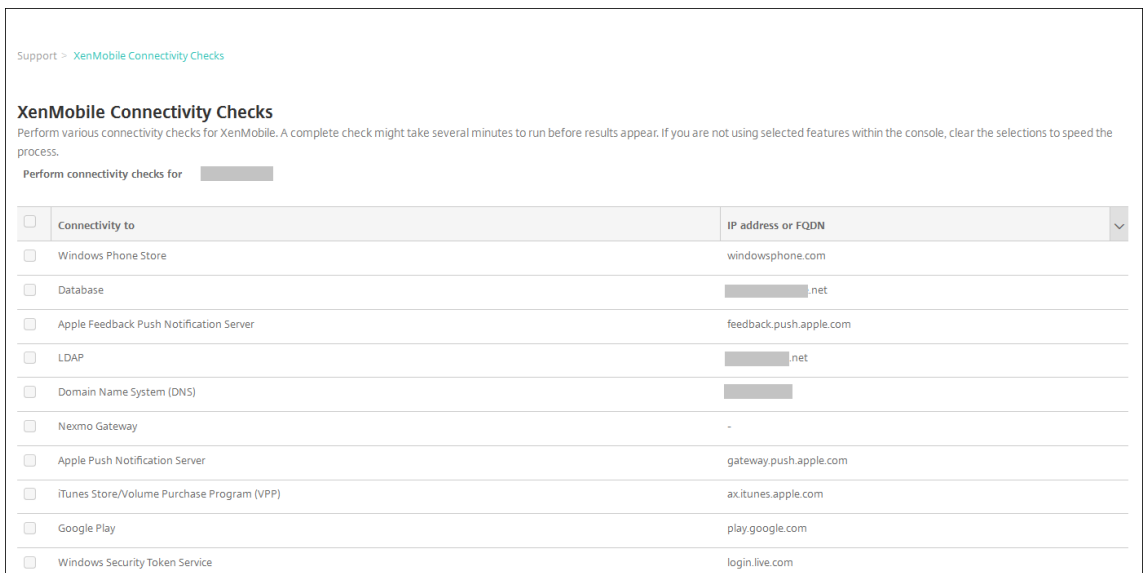 Support > XenMobile Connectivity Checks
XenMobile Connectivity Checks
Perform various connectivity checks for XenMobile. A complete check might take several minutes to run before results appear. If you are not using selected features within the console, clear the selections to speed the
process.
Perform connectivity checks for
Connectivity to IP address or FQDN
Windows Phone Store windowsphone.com
Database .net
Apple Feedback Push Notification Server feedback.push.apple.com
LDAP .net
Domain Name System (DNS)
Nexmo Gateway -
Apple Push Notification Server gateway.push.apple.com
iTunes Store/Volume Purchase Program (VPP) ax.itunes.apple.com
Google Play play.google.com
Windows Security Token Service login.live.com